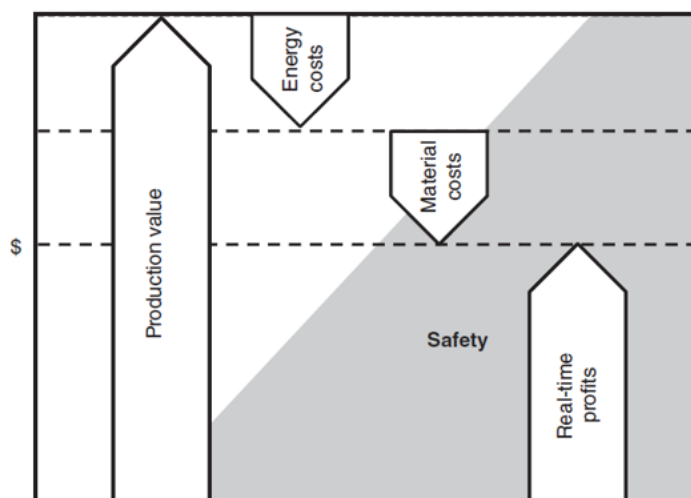 Energy
costs
Material
costs
Production value
$
Safety
Real-time
profits